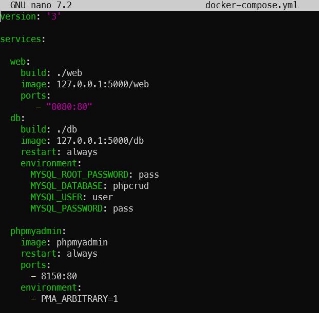 GNU nano 7.2 docker-compose.yml
version: '3'
services:
web:
build: ./web
image: 127.0.0.1:5000/web
ports:
- "8080:80"
db:
build: ./db
image: 127.0.0.1:5000/db
restart: always
environment:
MYSQL_ROOT_PASSWORD: pass
MYSQL_DATABASE: phpcrud
MYSQL_USER: user
MYSQL_PASSWORD: pass
phpmyadmin:
image: phpmyadmin
restart: always
ports:
- 8150:80
environment:
- PMA_ARBITRARY=1